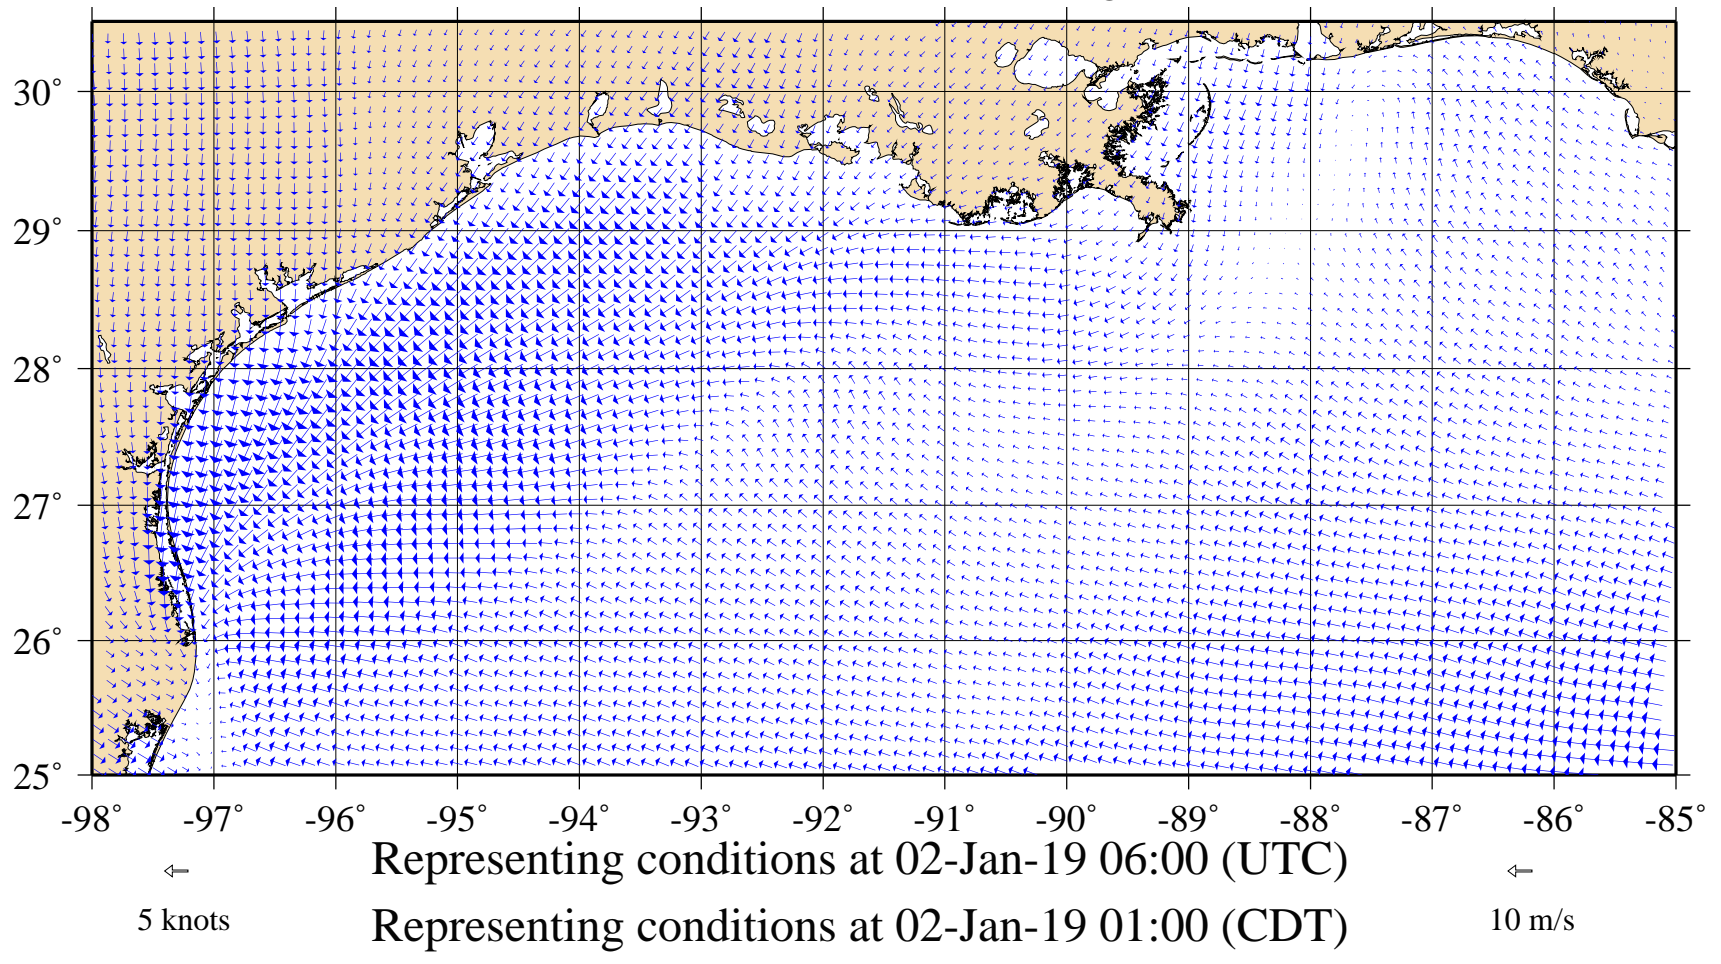 30°
29°
28°
27°
26°
25°
-98° -97° -96° -95° -94° -93° -92° -91° -90° -89° -88° -87° -86° -85°
Representing conditions at 02-Jan-19 06:00 (UTC)
5 knots
Representing conditions at 02-Jan-19 01:00 (CDT)
10 m/s